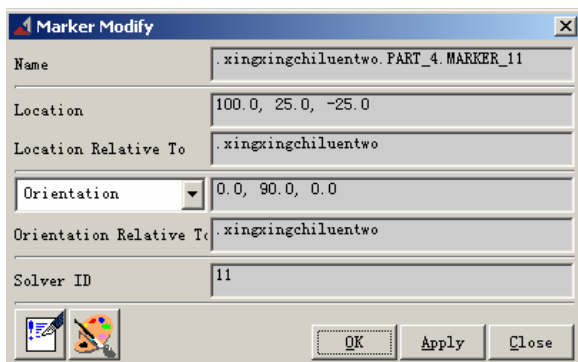 Marker Modify
Name .xingxingchiluentwo.PART_4.MARKER_11
Location 100.0, 25.0, -25.0
Location Relative To .xingxingchiluentwo
Orientation 0.0, 90.0, 0.0
Orientation Relative To .xingxingchiluentwo
Solver ID 11
OK Apply Close